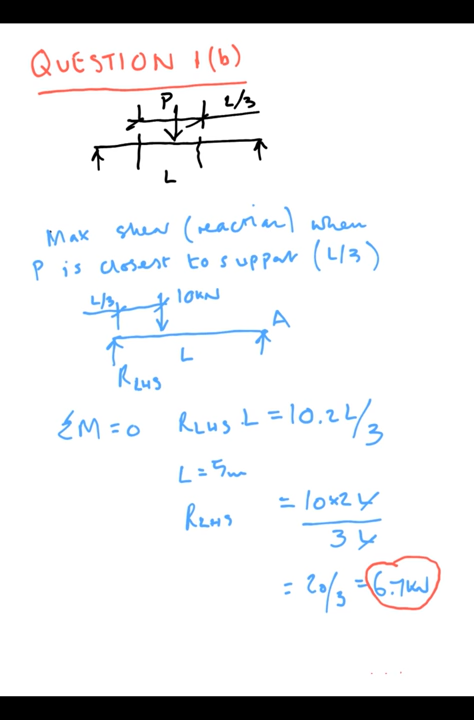 QUESTION 1(b)
P L/3
L
Max shear (reaction) when
P is closest to support (L/3)
L/3 10kN
A
L
RLHS
ΣM=0 RLHS L = 10.2L/3
L=5m
RLHS = 10×2L/3L
= 20/3 = 6.7kN